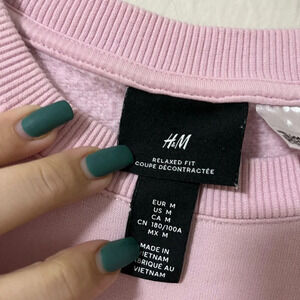 H&M
RELAXED FIT
COUPE DÉCONTRACTÉE
EUR M
US M
CA M
CN 180/100A
MX M
MADE IN
VIETNAM
FABRIQUÉ AU
VIETNAM